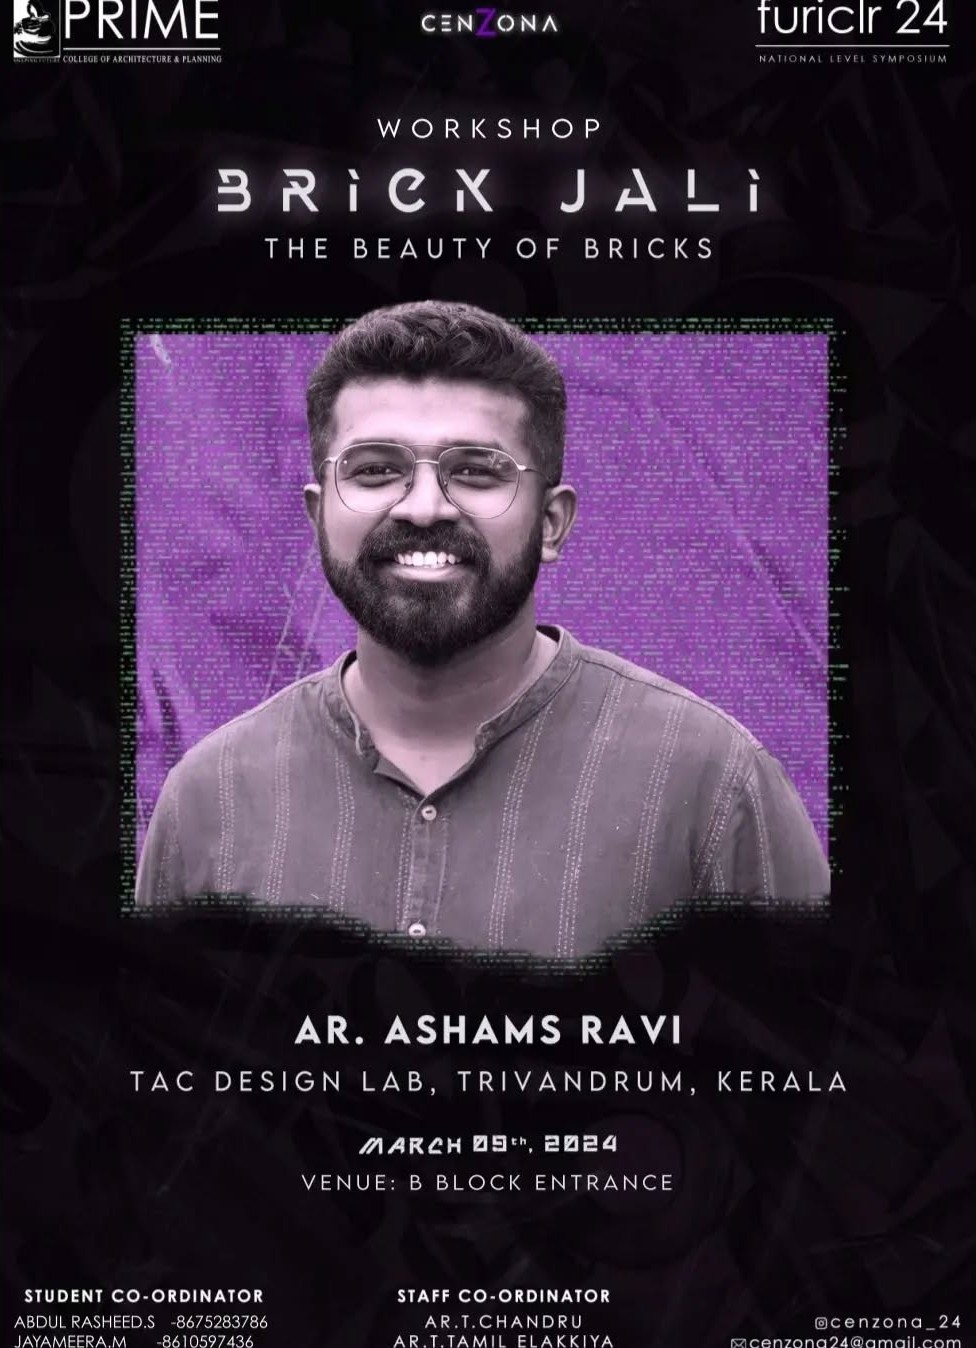 PRIME
COLLEGE OF ARCHITECTURE & PLANNING
CENZONA
furiclr 24
NATIONAL LEVEL SYMPOSIUM
WORKSHOP
BRiCK JALi
THE BEAUTY OF BRICKS
AR. ASHAMS RAVI
TAC DESIGN LAB, TRIVANDRUM, KERALA
MARCH 09th, 2024
VENUE: B BLOCK ENTRANCE
STUDENT CO-ORDINATOR
ABDUL RASHEED.S -8675283786
JAYAMEERA.M -8610597436
STAFF CO-ORDINATOR
AR.T.CHANDRU
AR.T.TAMIL ELAKKIYA
cenzona_24
cenzona24@gmail.com